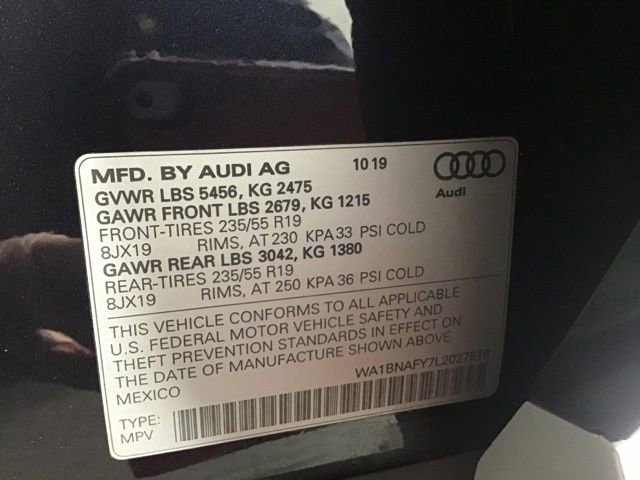 MFD. BY AUDI AG 10 19
Audi
GVWR LBS 5456, KG 2475
GAWR FRONT LBS 2679, KG 1215
FRONT-TIRES 235/55 R19
8JX19 RIMS, AT 230 KPA 33 PSI COLD
GAWR REAR LBS 3042, KG 1380
REAR-TIRES 235/55 R19
8JX19 RIMS, AT 250 KPA 36 PSI COLD
THIS VEHICLE CONFORMS TO ALL APPLICABLE
U.S. FEDERAL MOTOR VEHICLE SAFETY AND
THEFT PREVENTION STANDARDS IN EFFECT ON
THE DATE OF MANUFACTURE SHOWN ABOVE.
MEXICO WA1BNAFY7L2027518
TYPE:
MPV